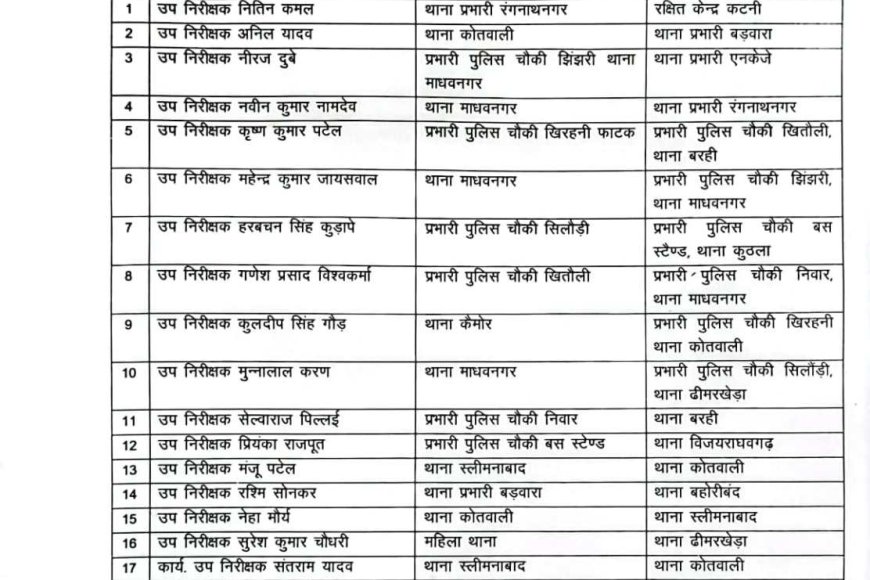 1 उप निरीक्षक नितिन कमल थाना प्रभारी रंगनाथनगर रक्षित केन्द्र कटनी
2 उप निरीक्षक अनिल यादव थाना कोतवाली थाना प्रभारी बड़वारा
3 उप निरीक्षक नीरज दुबे प्रभारी पुलिस चौकी झिंझरी थाना थाना प्रभारी एनकेजे
माधवनगर
4 उप निरीक्षक नवीन कुमार नामदेव थाना माधवनगर थाना प्रभारी रंगनाथनगर
5 उप निरीक्षक कृष्ण कुमार पटेल प्रभारी पुलिस चौकी खिरहनी फाटक प्रभारी पुलिस चौकी खितौली,
थाना बरही
6 उप निरीक्षक महेन्द्र कुमार जायसवाल थाना माधवनगर प्रभारी पुलिस चौकी झिंझरी,
थाना माधवनगर
7 उप निरीक्षक हरबचन सिंह कुड़ापे प्रभारी पुलिस चौकी सिलौड़ी प्रभारी पुलिस चौकी बस
स्टैण्ड, थाना कुठला
8 उप निरीक्षक गणेश प्रसाद विश्वकर्मा प्रभारी पुलिस चौकी खितौली प्रभारी पुलिस चौकी निवार,
थाना माधवनगर
9 उप निरीक्षक कुलदीप सिंह गौड़ थाना कैमोर प्रभारी पुलिस चौकी खिरहनी
थाना कोतवाली
10 उप निरीक्षक मुन्नालाल करण थाना माधवनगर प्रभारी पुलिस चौकी सिलौंड़ी,
थाना ढीमरखेड़ा
11 उप निरीक्षक सेल्वाराज पिल्लई प्रभारी पुलिस चौकी निवार थाना बरही
12 उप निरीक्षक प्रियंका राजपूत प्रभारी पुलिस चौकी बस स्टेण्ड थाना विजयराघवगढ़
13 उप निरीक्षक मंजू पटेल थाना स्लीमनाबाद थाना कोतवाली
14 उप निरीक्षक रश्मि सोनकर थाना प्रभारी बड़वारा थाना बहोरीबंद
15 उप निरीक्षक नेहा मौर्य थाना कोतवाली थाना स्लीमनाबाद
16 उप निरीक्षक सुरेश कुमार चौधरी महिला थाना थाना ढीमरखेड़ा
17 कार्य. उप निरीक्षक संतराम यादव थाना स्लीमनाबाद थाना कोतवाली